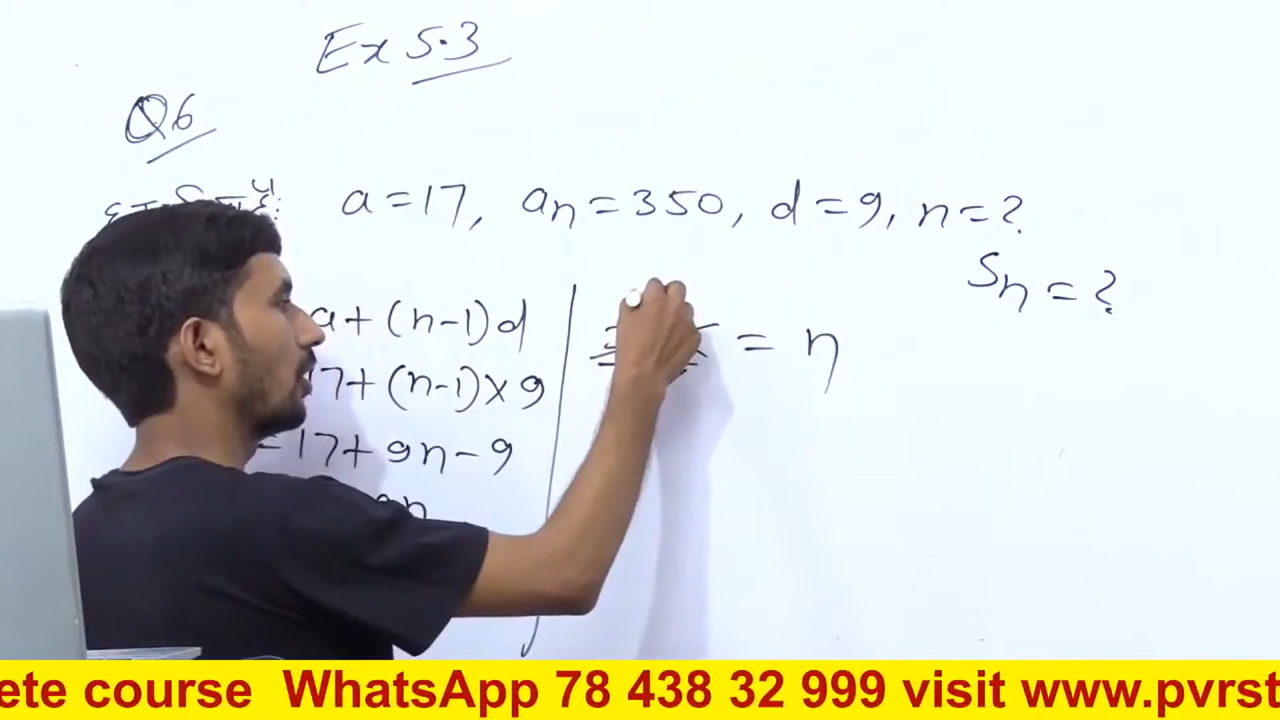 Ex 5.3
Q6
a = 17, an = 350, d = 9, n = ?
Sn = ?
a + (n-1)d
17 + (n-1) × 9
= 17 + 9n - 9
9n
= n
ete course WhatsApp 78 438 32 999 visit www.pvrst